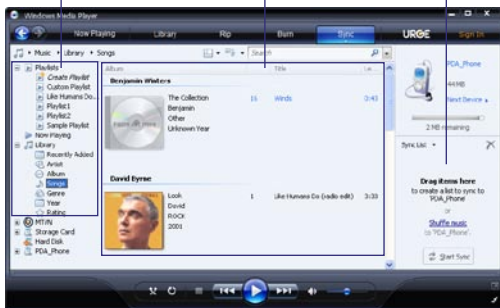 Windows Media Player
Now Playing Library Rip Burn Sync URGE Sign In
Music Library Songs
Search
PDA_Phone
44MB
Next Device
2 MB remaining
Playlists
Create Playlist
Custom Playlist
Like Humans Do...
Playlist1
Playlist2
Sample Playlist
Now Playing
Library
Recently Added
Artist
Album
Songs
Genre
Year
Rating
MTIN
Storage Card
Hard Disk
PDA_Phone
Album Title Le...
Benjamin Winters
The Collection 16 Winds 3:43
Benjamin
Other
Unknown Year
David Byrne
Look 1 Like Humans Do (radio edit) 3:33
David
ROCK
2001
Sync List
Drag items here
to create a list to sync to
'PDA_Phone'
or
Shuffle music
to 'PDA_Phone'.
Start Sync